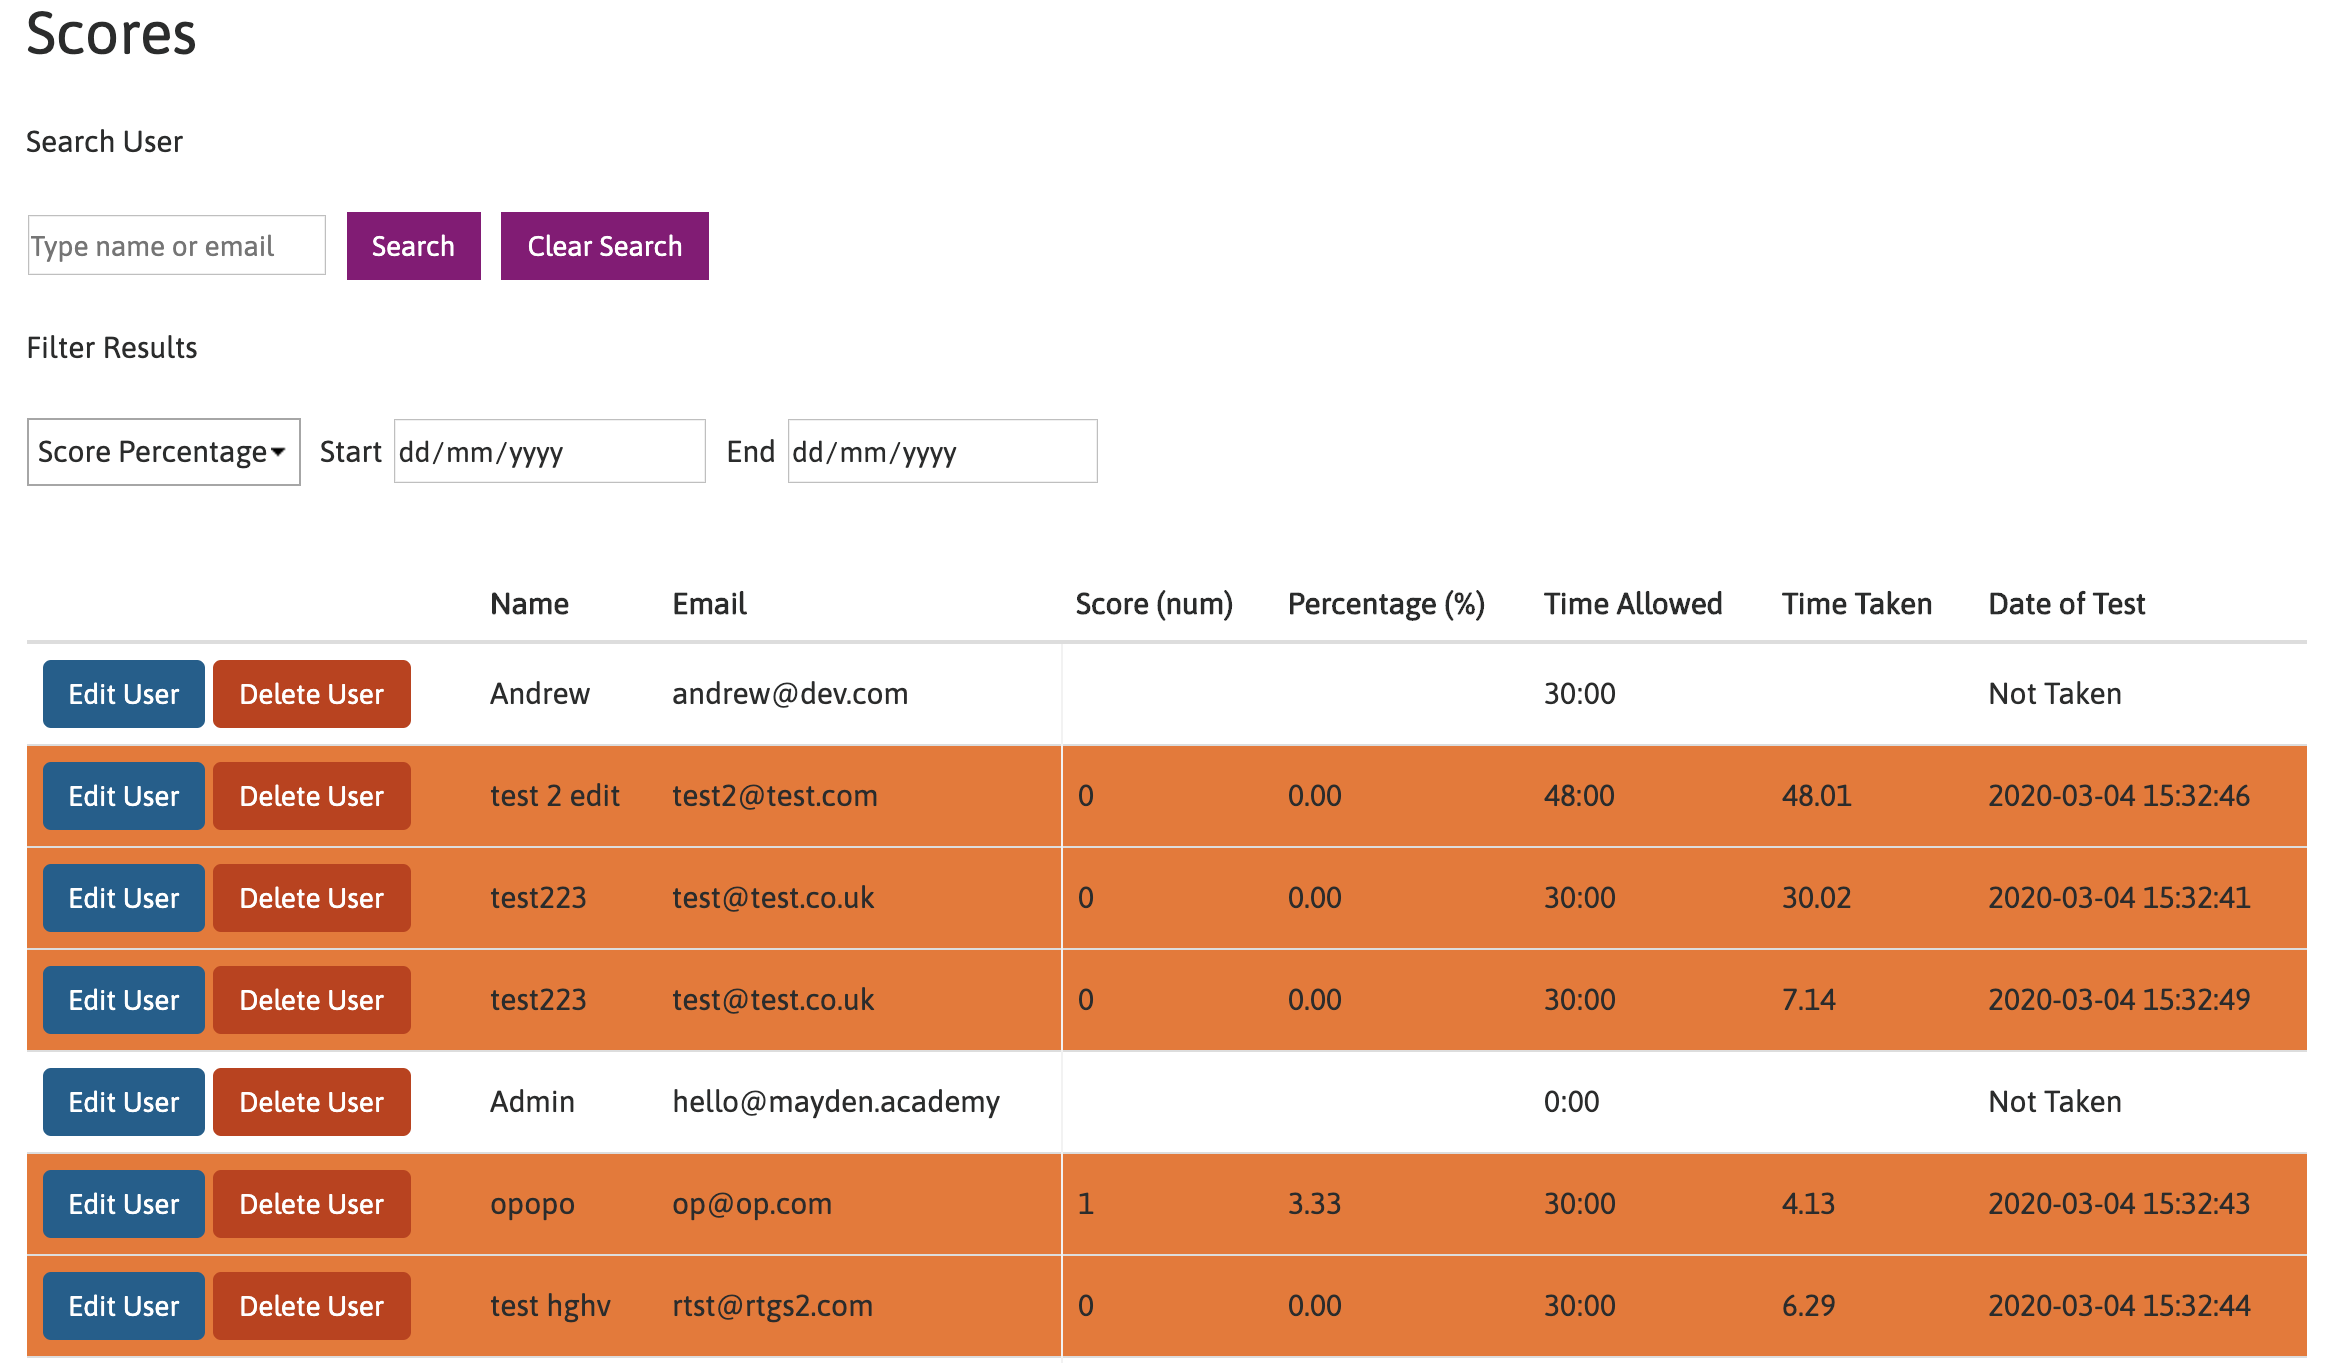 Scores
Search User
Type name or email Search Clear Search
Filter Results
Score Percentage Start dd/mm/yyyy End dd/mm/yyyy
Name Email Score (num) Percentage (%) Time Allowed Time Taken Date of Test
Edit User Delete User Andrew andrew@dev.com 30:00 Not Taken
Edit User Delete User test 2 edit test2@test.com 0 0.00 48:00 48.01 2020-03-04 15:32:46
Edit User Delete User test223 test@test.co.uk 0 0.00 30:00 30.02 2020-03-04 15:32:41
Edit User Delete User test223 test@test.co.uk 0 0.00 30:00 7.14 2020-03-04 15:32:49
Edit User Delete User Admin hello@mayden.academy 0:00 Not Taken
Edit User Delete User opopo op@op.com 1 3.33 30:00 4.13 2020-03-04 15:32:43
Edit User Delete User test hghv rtst@rtgs2.com 0 0.00 30:00 6.29 2020-03-04 15:32:44